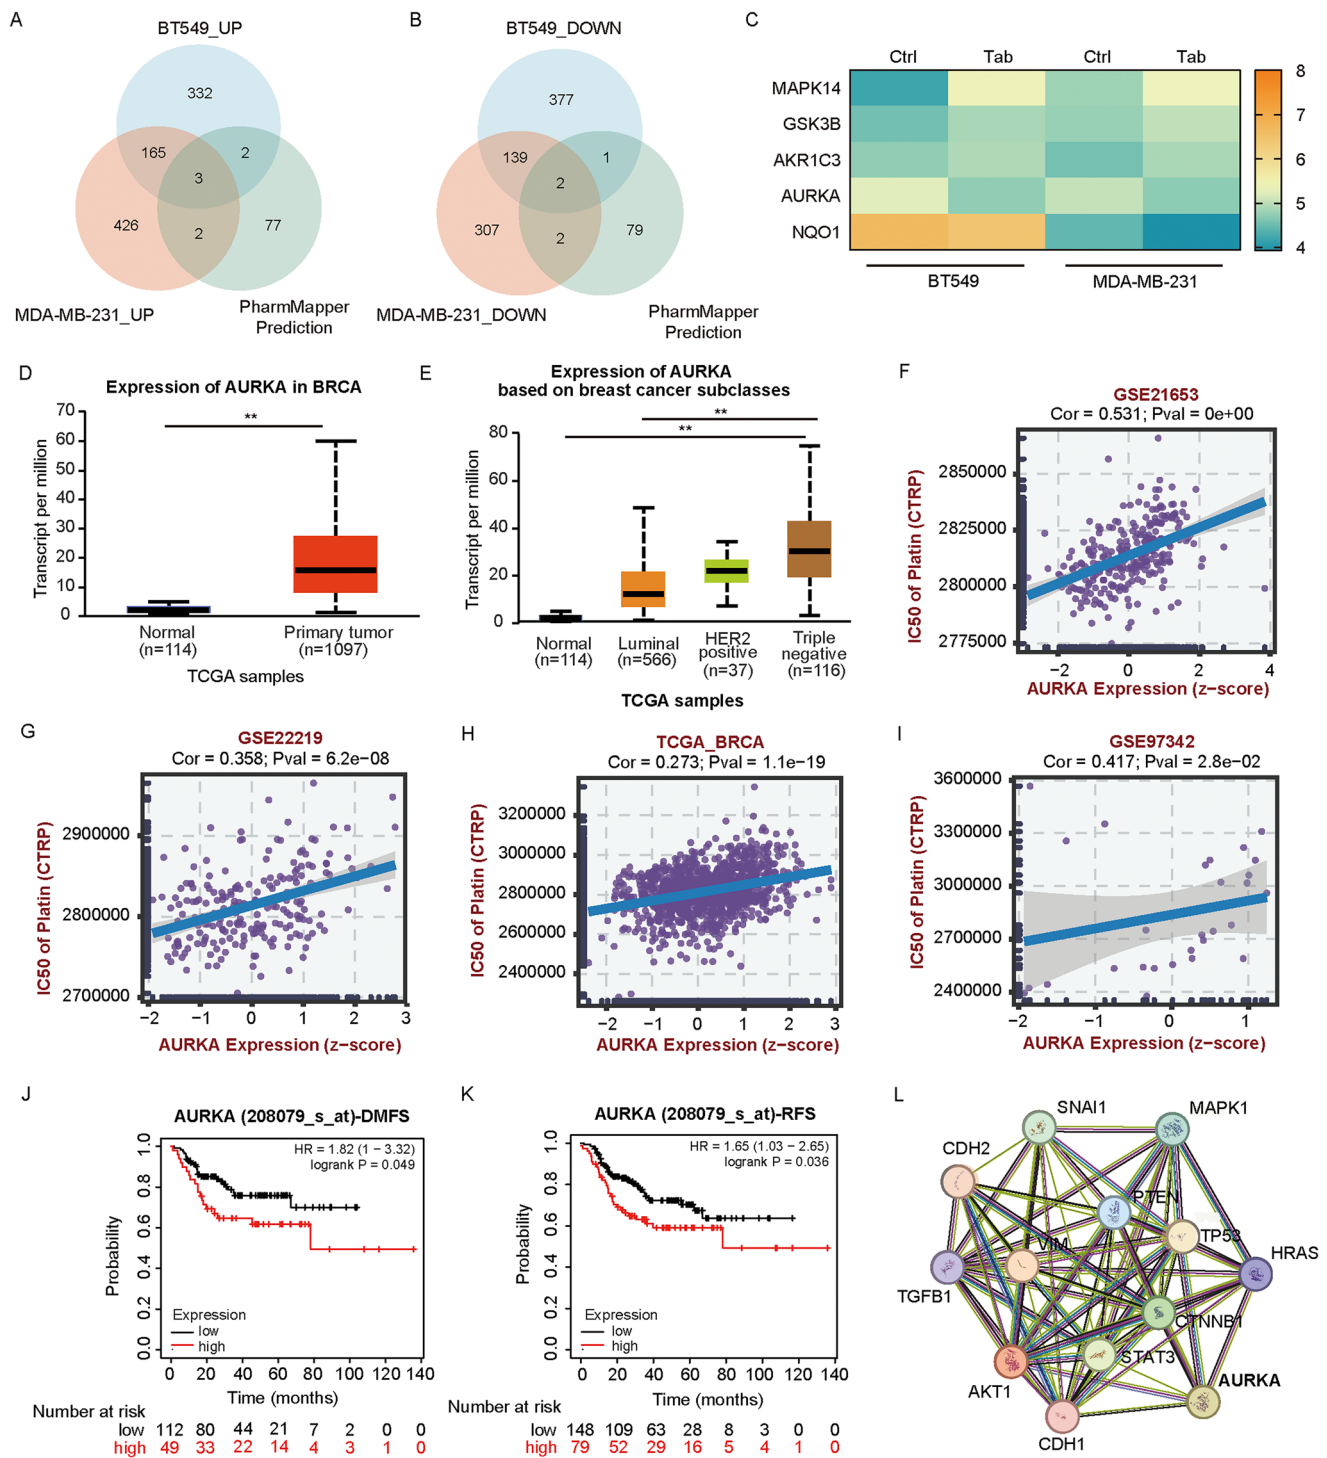 A
BT549_UP
332
165
2
3
426
2
77
MDA-MB-231_UP
PharmMapper
Prediction
B
BT549_DOWN
377
139
1
2
307
2
79
MDA-MB-231_DOWN
PharmMapper
Prediction
C
Ctrl Tab Ctrl Tab
MAPK14
GSK3B
AKR1C3
AURKA
NQO1
BT549 MDA-MB-231
8
7
6
5
4
D
Expression of AURKA in BRCA
**
Transcript per million
70
60
50
40
30
20
10
0
Normal
(n=114)
Primary tumor
(n=1097)
TCGA samples
E
Expression of AURKA
based on breast cancer subclasses
**
**
Transcript per million
80
60
40
20
0
Normal
(n=114)
Luminal
(n=566)
HER2
positive
(n=37)
Triple
negative
(n=116)
TCGA samples
F
GSE21653
Cor = 0.531; Pval = 0e+00
IC50 of Platin (CTRP)
2850000
2825000
2800000
2775000
−2 0 2 4
AURKA Expression (z−score)
G
GSE22219
Cor = 0.358; Pval = 6.2e−08
IC50 of Platin (CTRP)
2900000
2800000
2700000
−2 −1 0 1 2 3
AURKA Expression (z−score)
H
TCGA_BRCA
Cor = 0.273; Pval = 1.1e−19
IC50 of Platin (CTRP)
3200000
3000000
2800000
2600000
2400000
−2 −1 0 1 2 3
AURKA Expression (z−score)
I
GSE97342
Cor = 0.417; Pval = 2.8e−02
IC50 of Platin (CTRP)
3600000
3300000
3000000
2700000
2400000
−2 −1 0 1
AURKA Expression (z−score)
J
AURKA (208079_s_at)-DMFS
HR = 1.82 (1 − 3.32)
logrank P = 0.049
Probability
1.0
0.8
0.6
0.4
0.2
0.0
Expression
low
high
0 20 40 60 80 100 120 140
Time (months)
Number at risk
low 112 80 44 21 7 2 0 0
high 49 33 22 14 4 3 1 0
K
AURKA (208079_s_at)-RFS
HR = 1.65 (1.03 − 2.65)
logrank P = 0.036
Probability
1.0
0.8
0.6
0.4
0.2
0.0
Expression
low
high
0 20 40 60 80 100 120 140
Time (months)
Number at risk
low 148 109 63 28 8 3 0 0
high 79 52 29 16 5 4 1 0
L
SNAI1
MAPK1
CDH2
PTEN
TP53
VIM
HRAS
TGFB1
CTNNB1
STAT3
AKT1
AURKA
CDH1